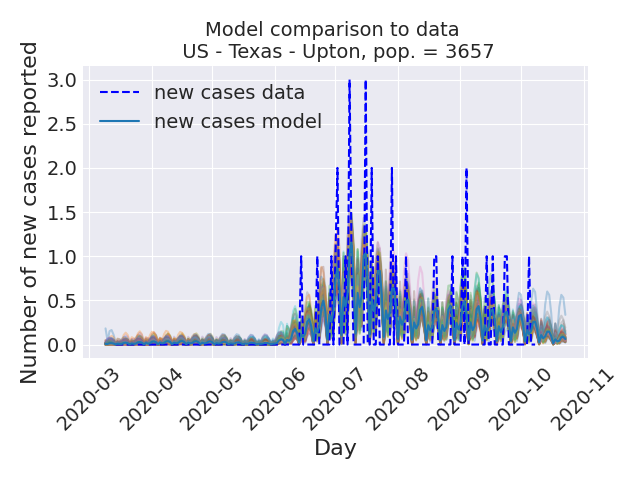 Model comparison to data
US - Texas - Upton, pop. = 3657
Number of new cases reported
3.0
2.5
2.0
1.5
1.0
0.5
0.0
new cases data
new cases model
2020-03
2020-04
2020-05
2020-06
2020-07
2020-08
2020-09
2020-10
2020-11
Day